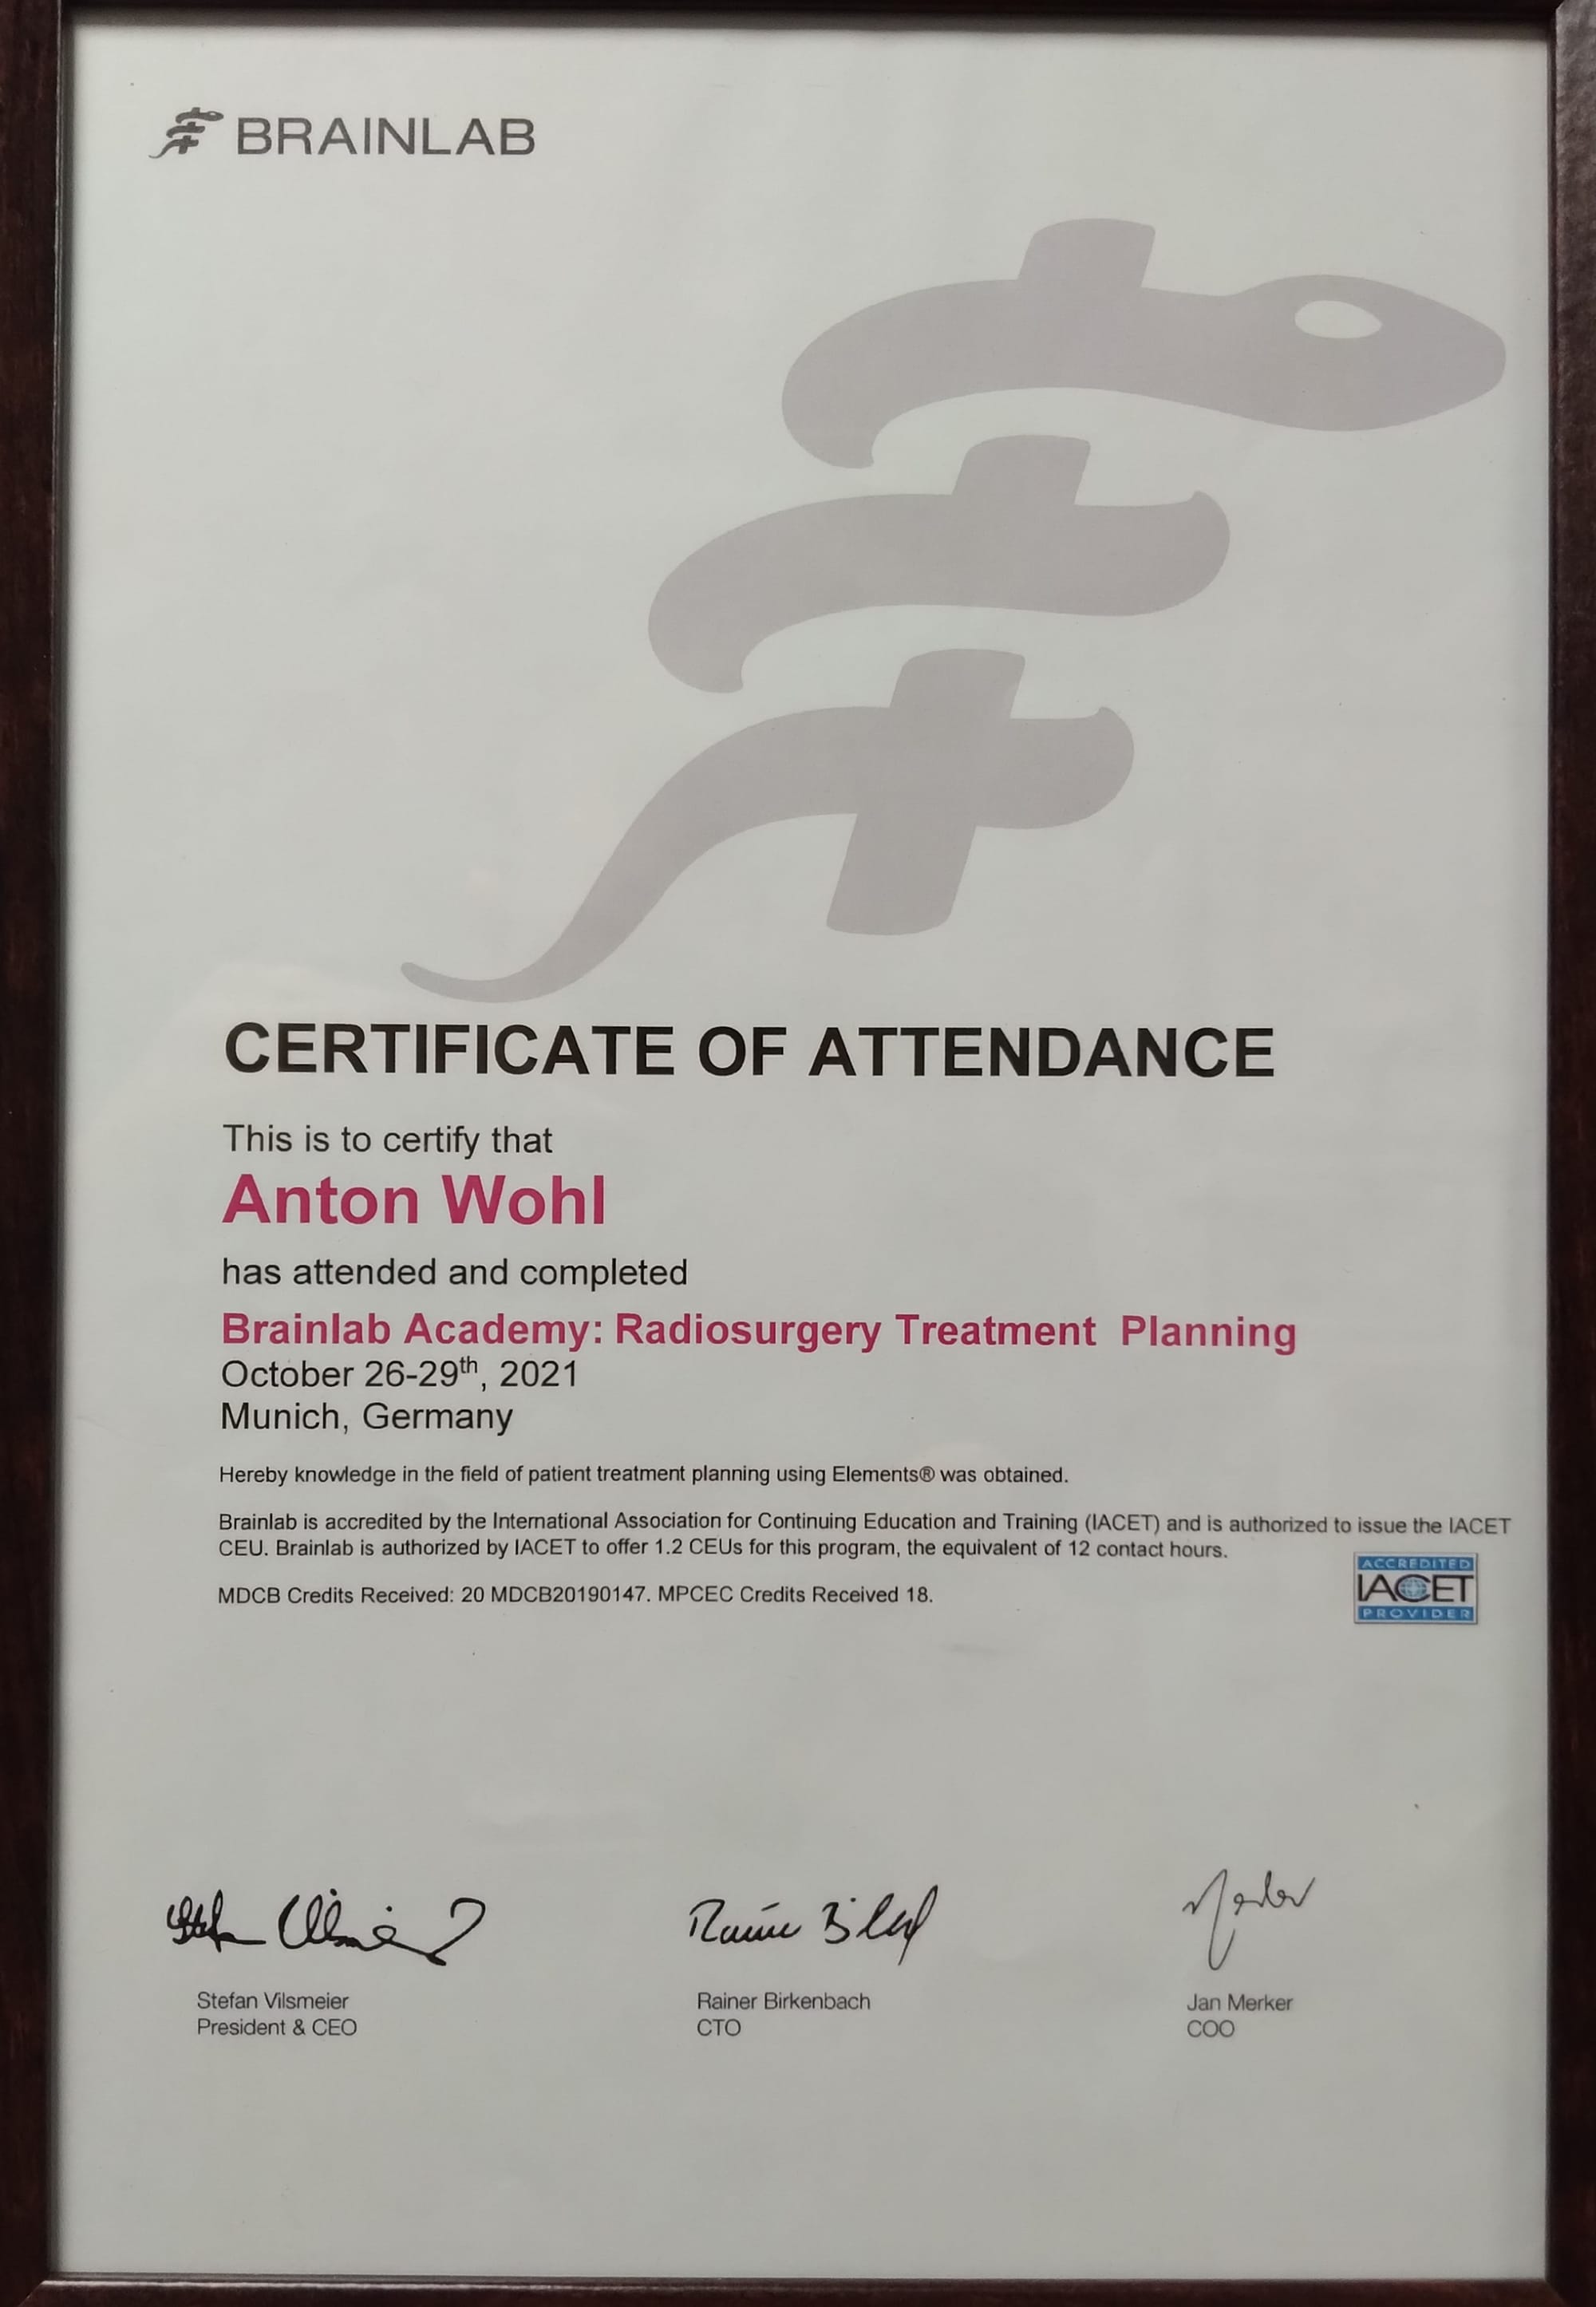 BRAINLAB
CERTIFICATE OF ATTENDANCE
This is to certify that
Anton Wohl
has attended and completed
Brainlab Academy: Radiosurgery Treatment Planning
October 26-29th, 2021
Munich, Germany
Hereby knowledge in the field of patient treatment planning using Elements® was obtained.
Brainlab is accredited by the International Association for Continuing Education and Training (IACET) and is authorized to issue the IACET
CEU. Brainlab is authorized by IACET to offer 1.2 CEUs for this program, the equivalent of 12 contact hours.
MDCB Credits Received: 20 MDCB20190147. MPCEC Credits Received 18.
ACCREDITED
IACET
PROVIDER
Stefan Vilsmeier
President & CEO
Rainer Birkenbach
CTO
Jan Merker
COO